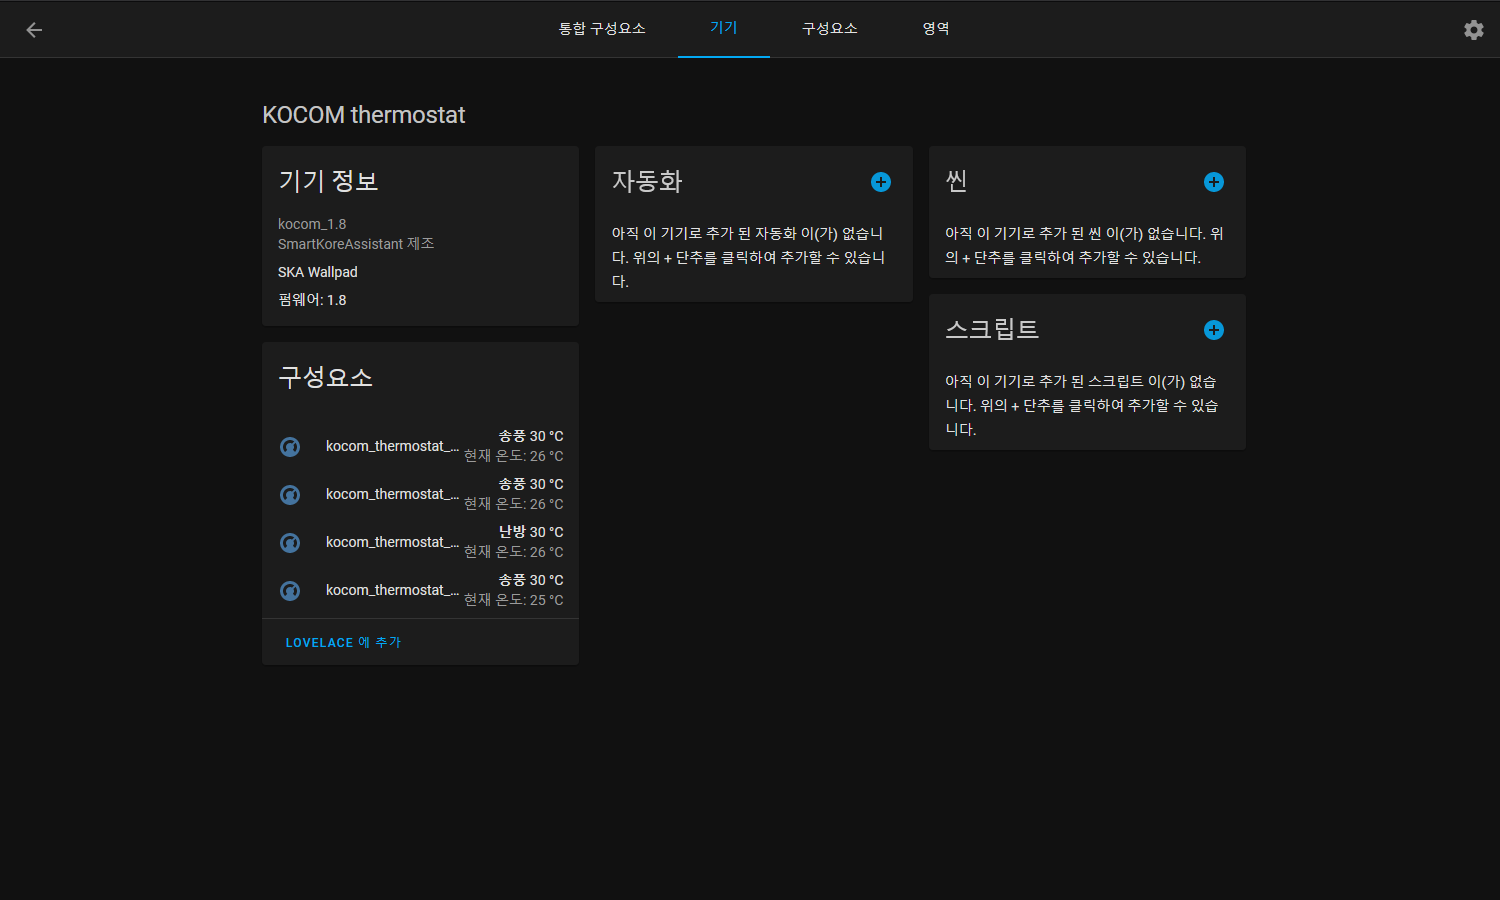 통합 구성요소
기기
구성요소
영역
KOCOM thermostat
기기 정보
kocom_1.8
SmartKoreAssistant 제조
SKA Wallpad
펌웨어: 1.8
구성요소
kocom_thermostat_...
송풍 30 °C
현재 온도: 26 °C
kocom_thermostat_...
송풍 30 °C
현재 온도: 26 °C
kocom_thermostat_...
난방 30 °C
현재 온도: 26 °C
kocom_thermostat_...
송풍 30 °C
현재 온도: 25 °C
LOVELACE 에 추가
자동화
아직 이 기기로 추가 된 자동화 이(가) 없습니
다. 위의 + 단추를 클릭하여 추가할 수 있습니
다.
씬
아직 이 기기로 추가 된 씬 이(가) 없습니다. 위
의 + 단추를 클릭하여 추가할 수 있습니다.
스크립트
아직 이 기기로 추가 된 스크립트 이(가) 없습
니다. 위의 + 단추를 클릭하여 추가할 수 있습
니다.